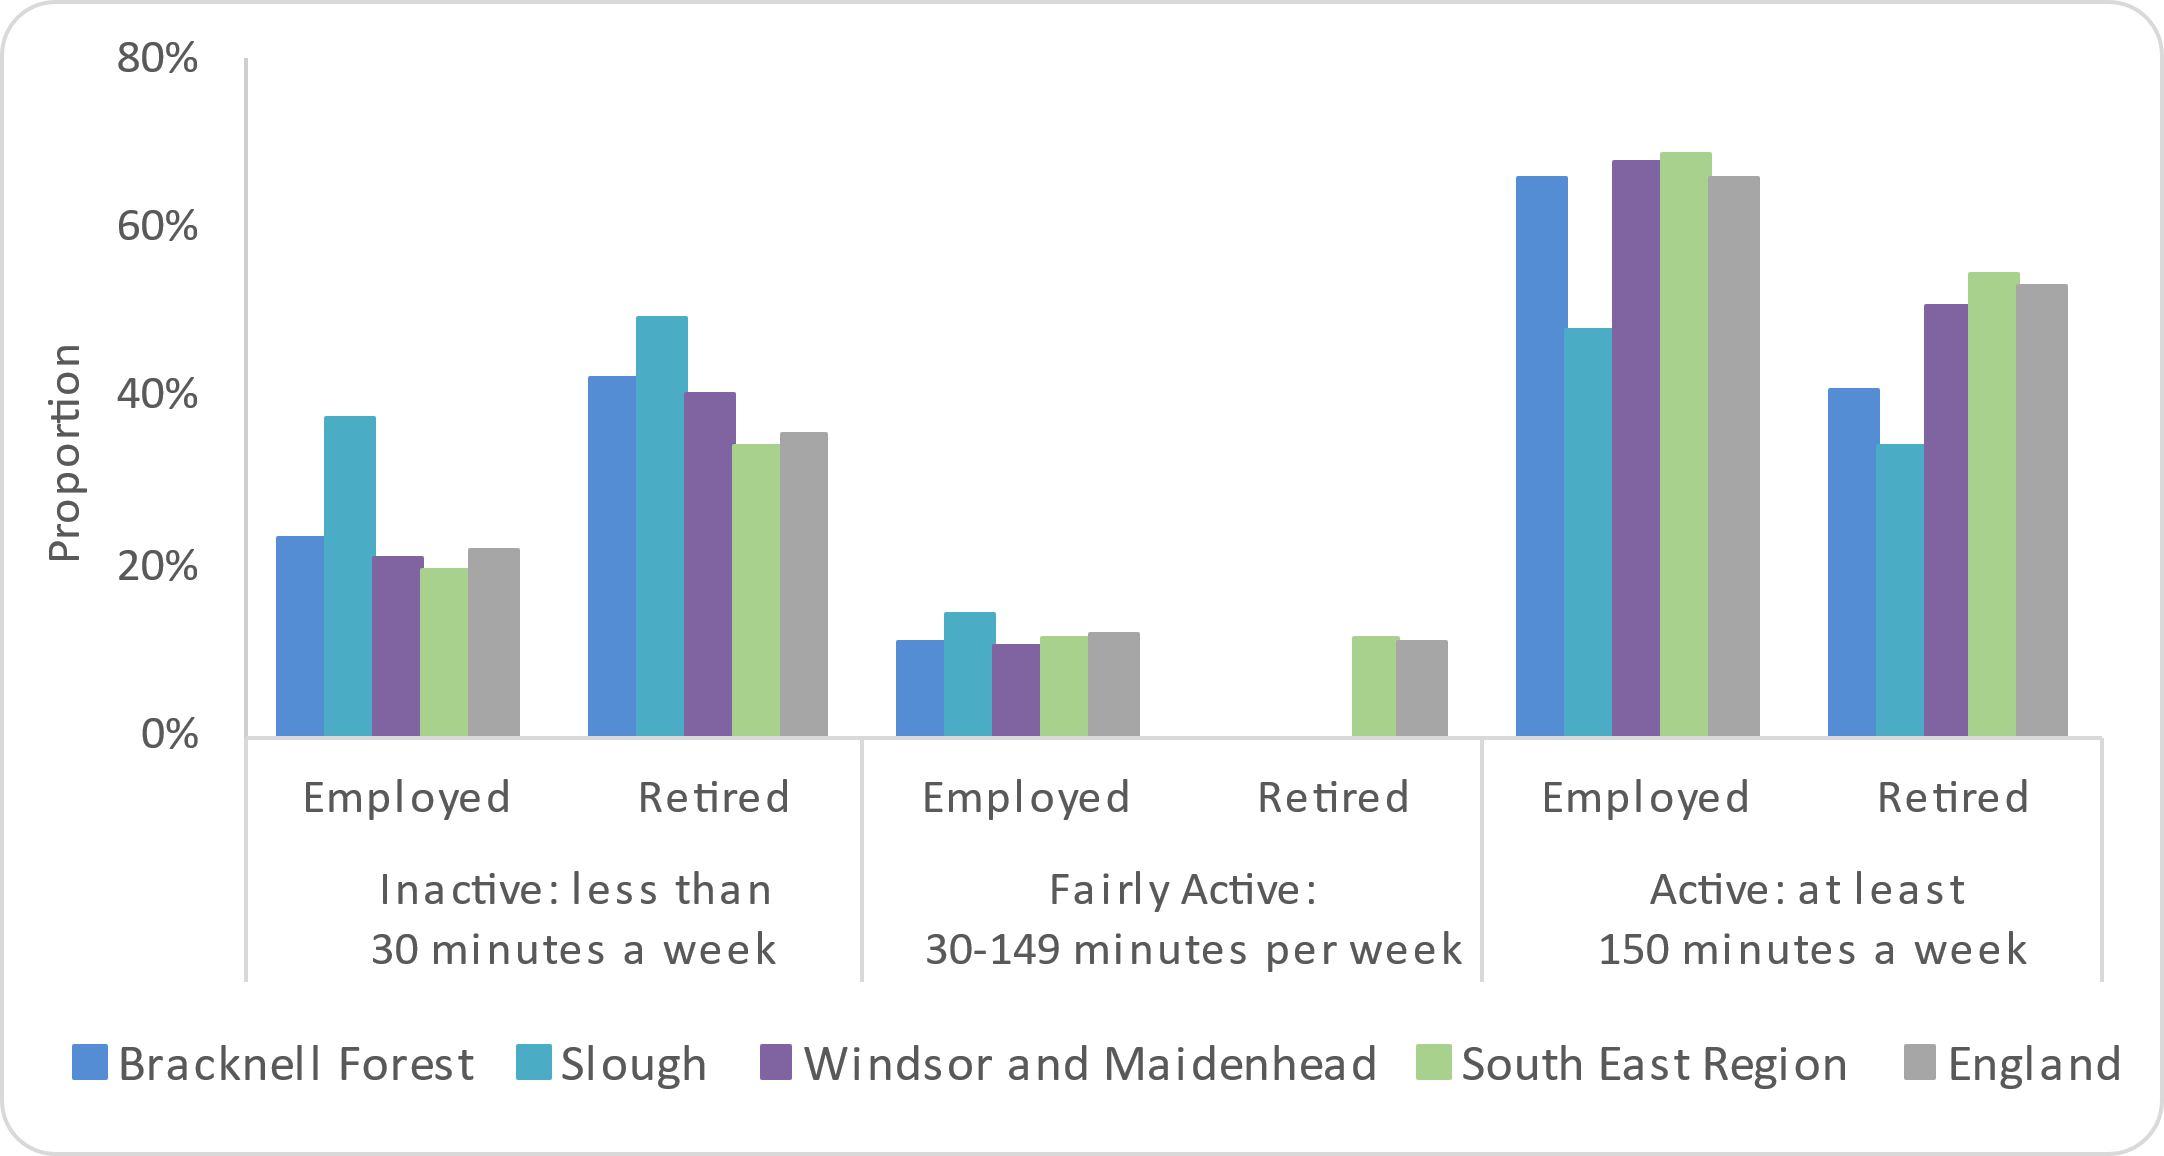 80%
60%
40%
20%
0%
Proportion
Employed Retired Employed Retired Employed Retired
Inactive: less than
30 minutes a week
Fairly Active:
30-149 minutes per week
Active: at least
150 minutes a week
Bracknell Forest Slough Windsor and Maidenhead South East Region England